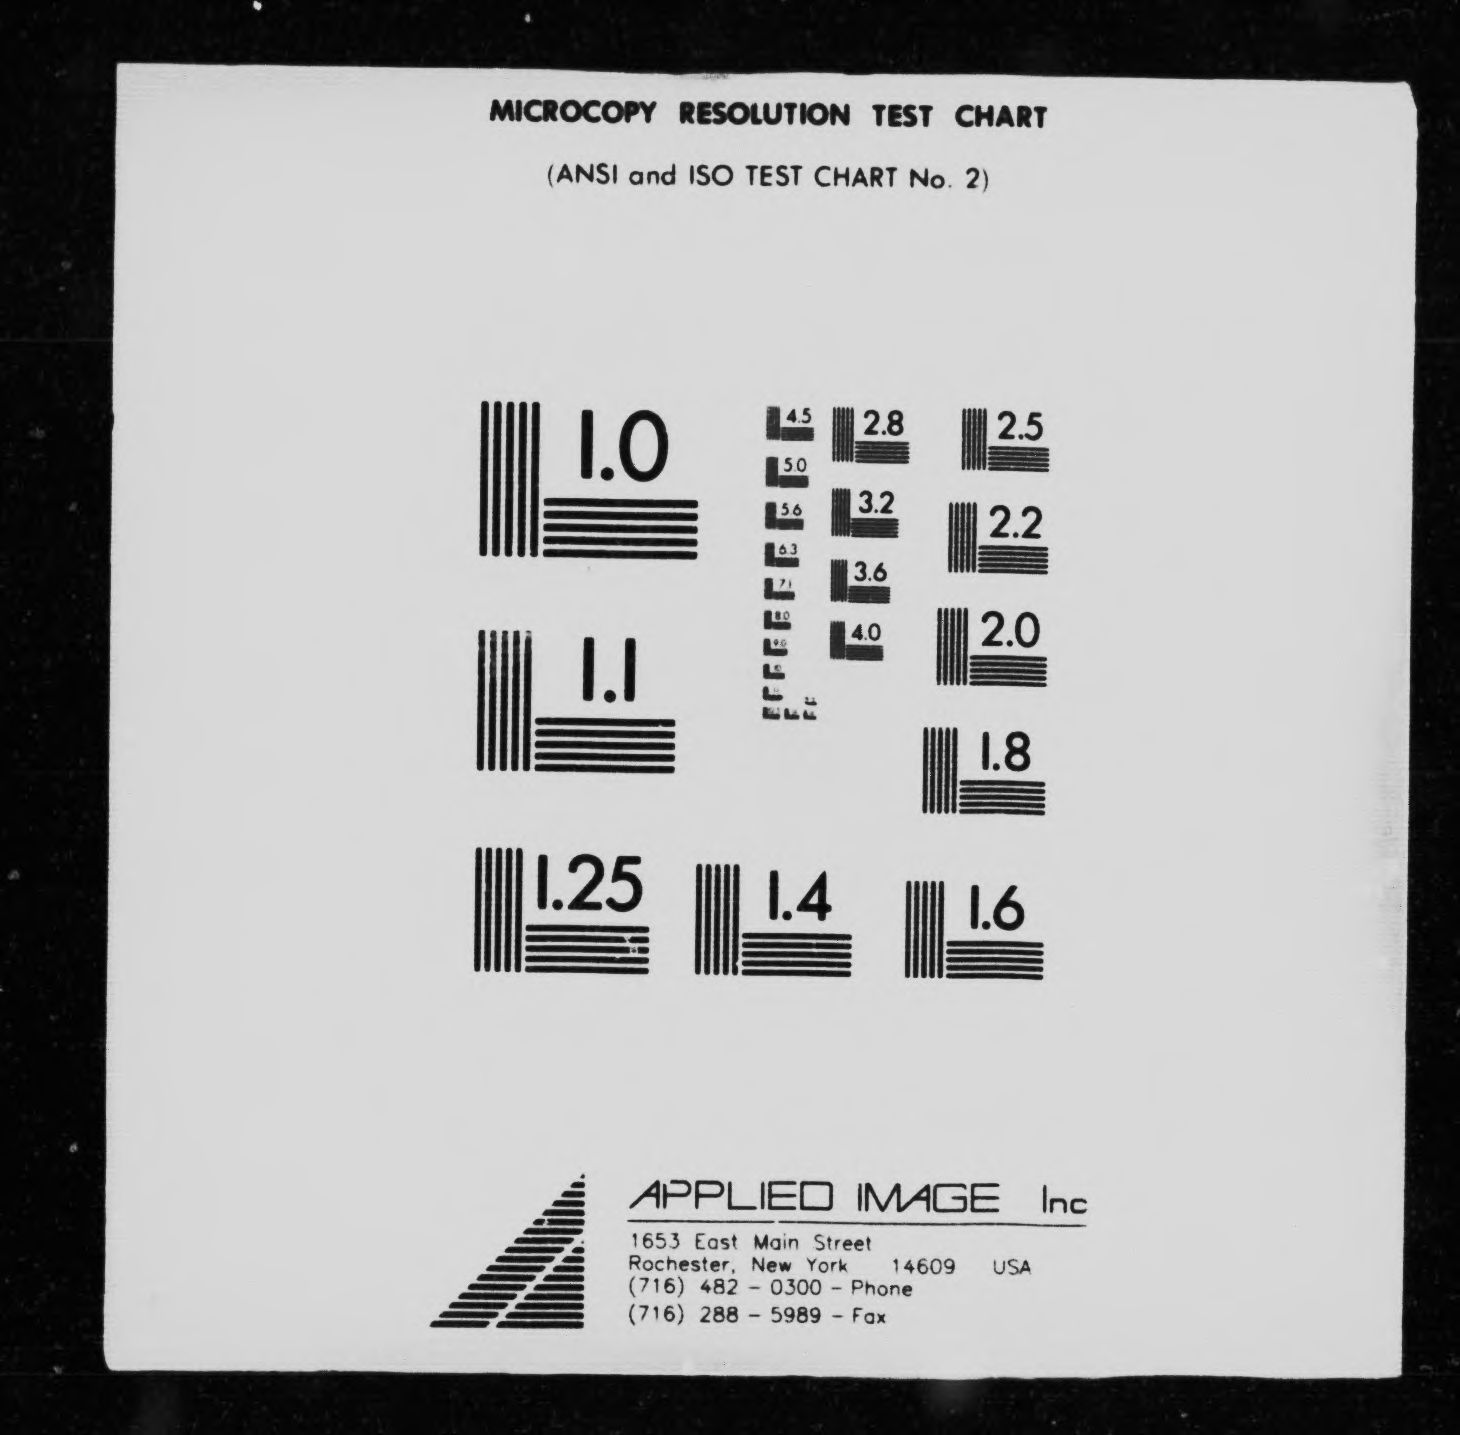 MICROCOPY RESOLUTION TEST CHART
(ANSI and ISO TEST CHART No. 2)
1.0
1.1
1.25
1.4
1.6
1.8
2.0
2.2
2.5
2.8
3.2
3.6
4.0
4.5
5.0
5.6
6.3
7.1
8.0
9.0
APPLIED IMAGE Inc
1653 East Main Street
Rochester, New York 14609 USA
(716) 482 - 0300 - Phone
(716) 288 - 5989 - Fax